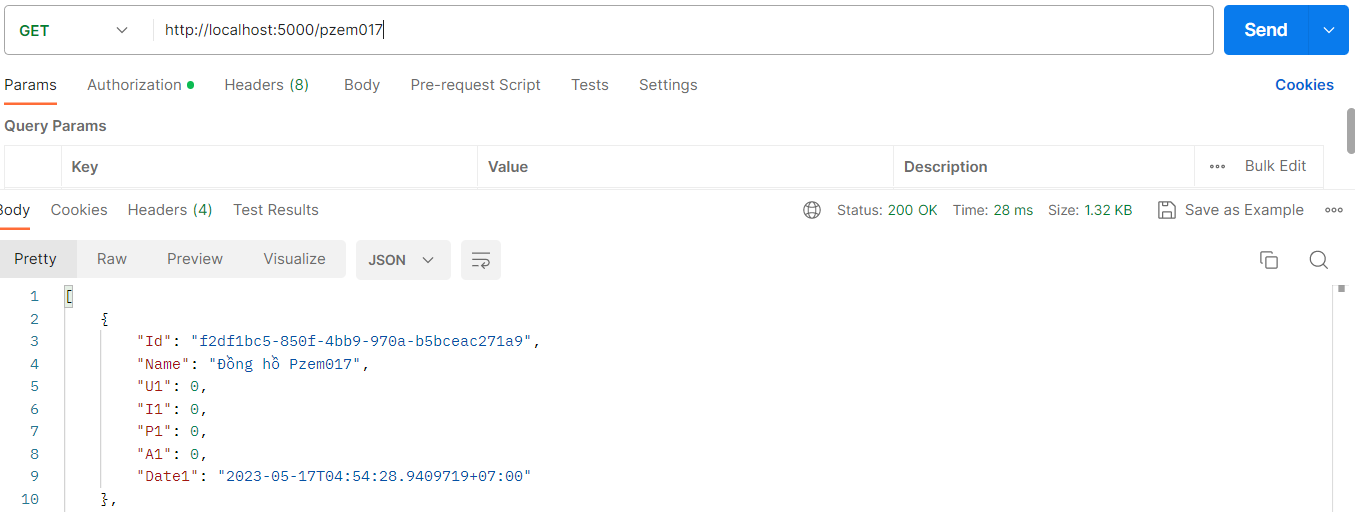 GET http://localhost:5000/pzem017 Send
Params Authorization Headers (8) Body Pre-request Script Tests Settings Cookies
Query Params
Key Value Description Bulk Edit
Body Cookies Headers (4) Test Results Status: 200 OK Time: 28 ms Size: 1.32 KB Save as Example
Pretty Raw Preview Visualize JSON
1 [
2 {
3 "Id": "f2df1bc5-850f-4bb9-970a-b5bceac271a9",
4 "Name": "Đồng hồ Pzem017",
5 "U1": 0,
6 "I1": 0,
7 "P1": 0,
8 "A1": 0,
9 "Date1": "2023-05-17T04:54:28.9409719+07:00"
10 },